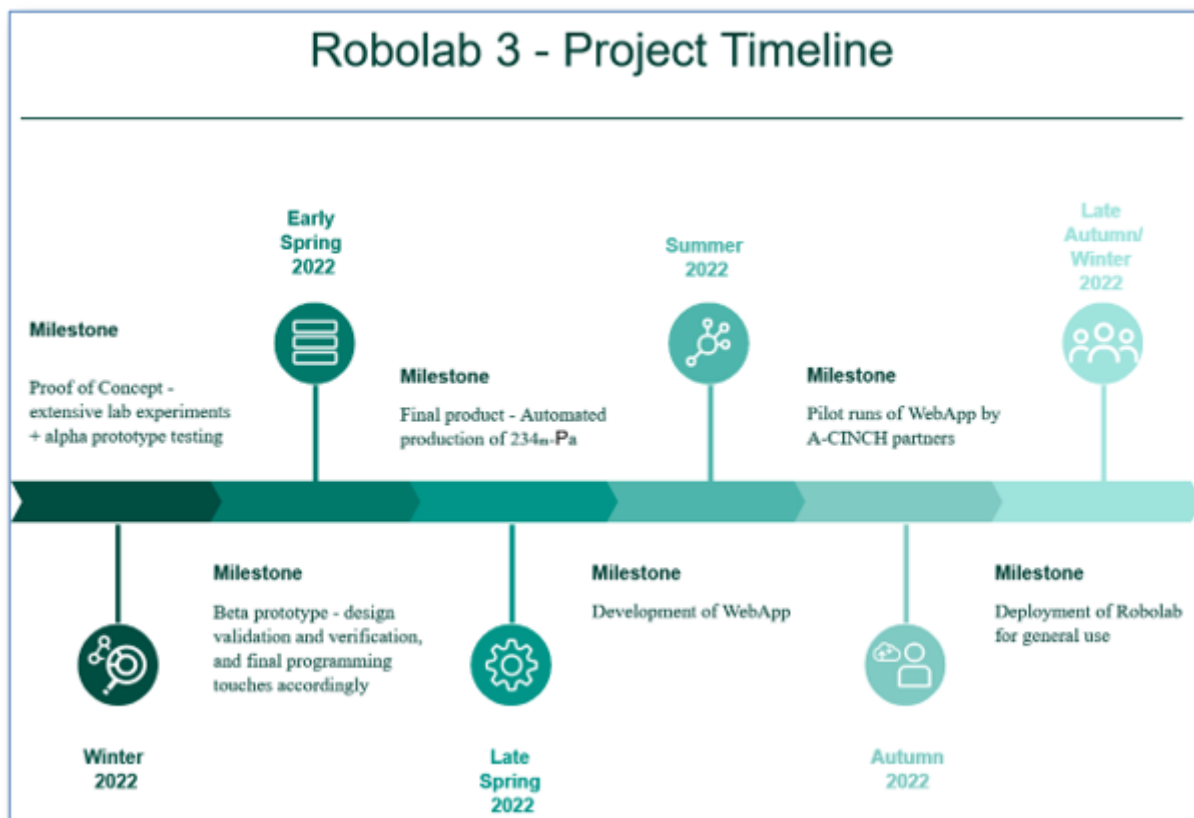 Robolab 3 - Project Timeline
Early
Spring
2022
Summer
2022
Late
Autumn/
Winter
2022
Milestone
Proof of Concept -
extensive lab experiments
+ alpha prototype testing
Milestone
Final product - Automated
production of 234m-Pa
Milestone
Pilot runs of WebApp by
A-CINCH partners
Milestone
Beta prototype - design
validation and verification,
and final programming
touches accordingly
Milestone
Development of WebApp
Milestone
Deployment of Robolab
for general use
Winter
2022
Late
Spring
2022
Autumn
2022